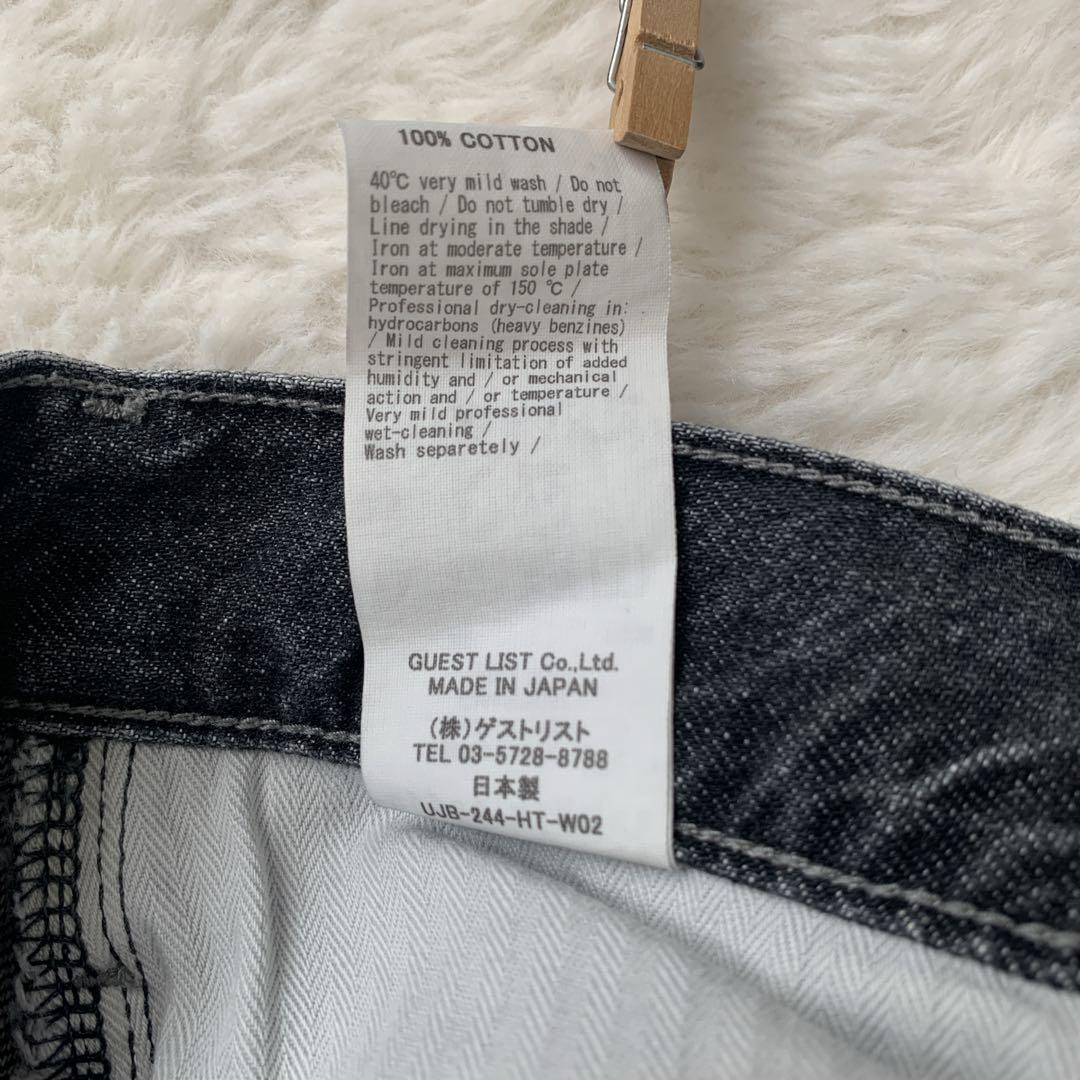 100% COTTON
40℃ very mild wash / Do not
bleach / Do not tumble dry /
Line drying in the shade /
Iron at moderate temperature /
Iron at maximum sole plate
temperature of 150 ℃ /
Professional dry-cleaning in:
hydrocarbons (heavy benzines)
/ Mild cleaning process with
stringent limitation of added
humidity and / or mechanical
action and / or temperature /
Very mild professional
wet-cleaning /
Wash separately /
GUEST LIST Co.,Ltd.
MADE IN JAPAN
(株)ゲストリスト
TEL 03-5728-8788
日本製
UJB-244-HT-W02